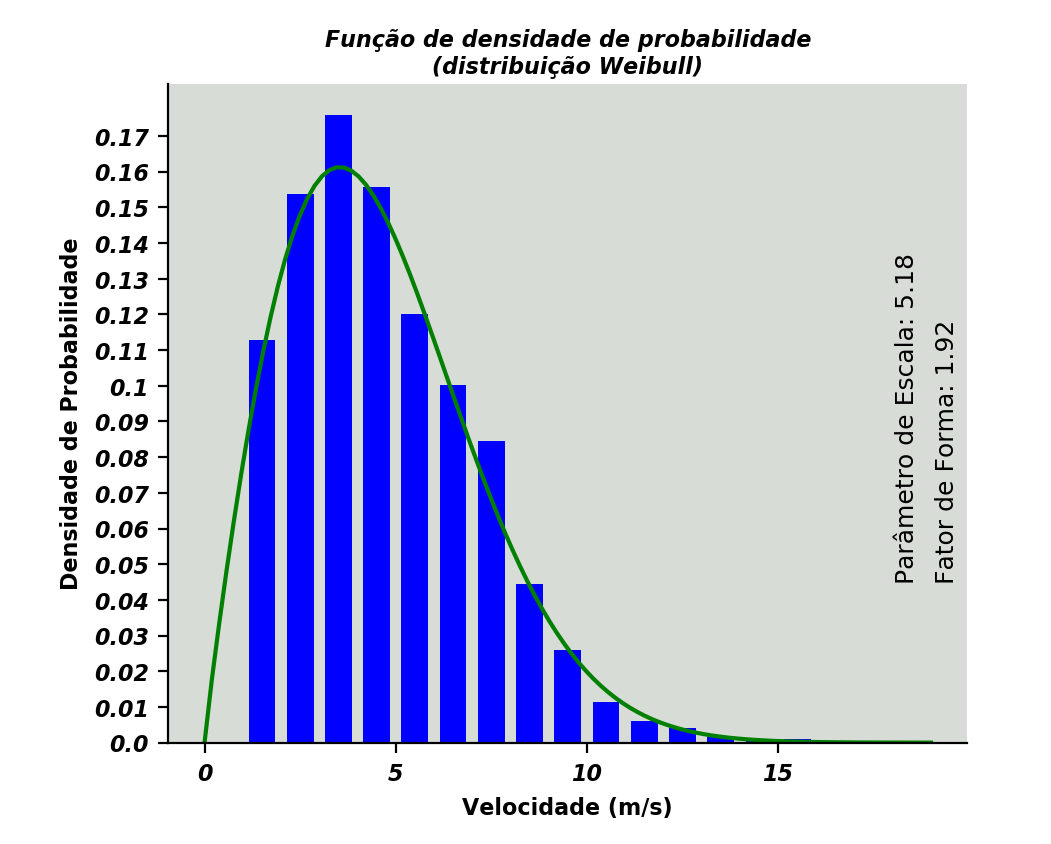 Função de densidade de probabilidade
(distribuição Weibull)
0.17
0.16
0.15
0.14
0.13
0.12
0.11
0.1
0.09
0.08
0.07
0.06
0.05
0.04
0.03
0.02
0.01
0.0
Densidade de Probabilidade
Parâmetro de Escala: 5.18
Fator de Forma: 1.92
0 5 10 15
Velocidade (m/s)